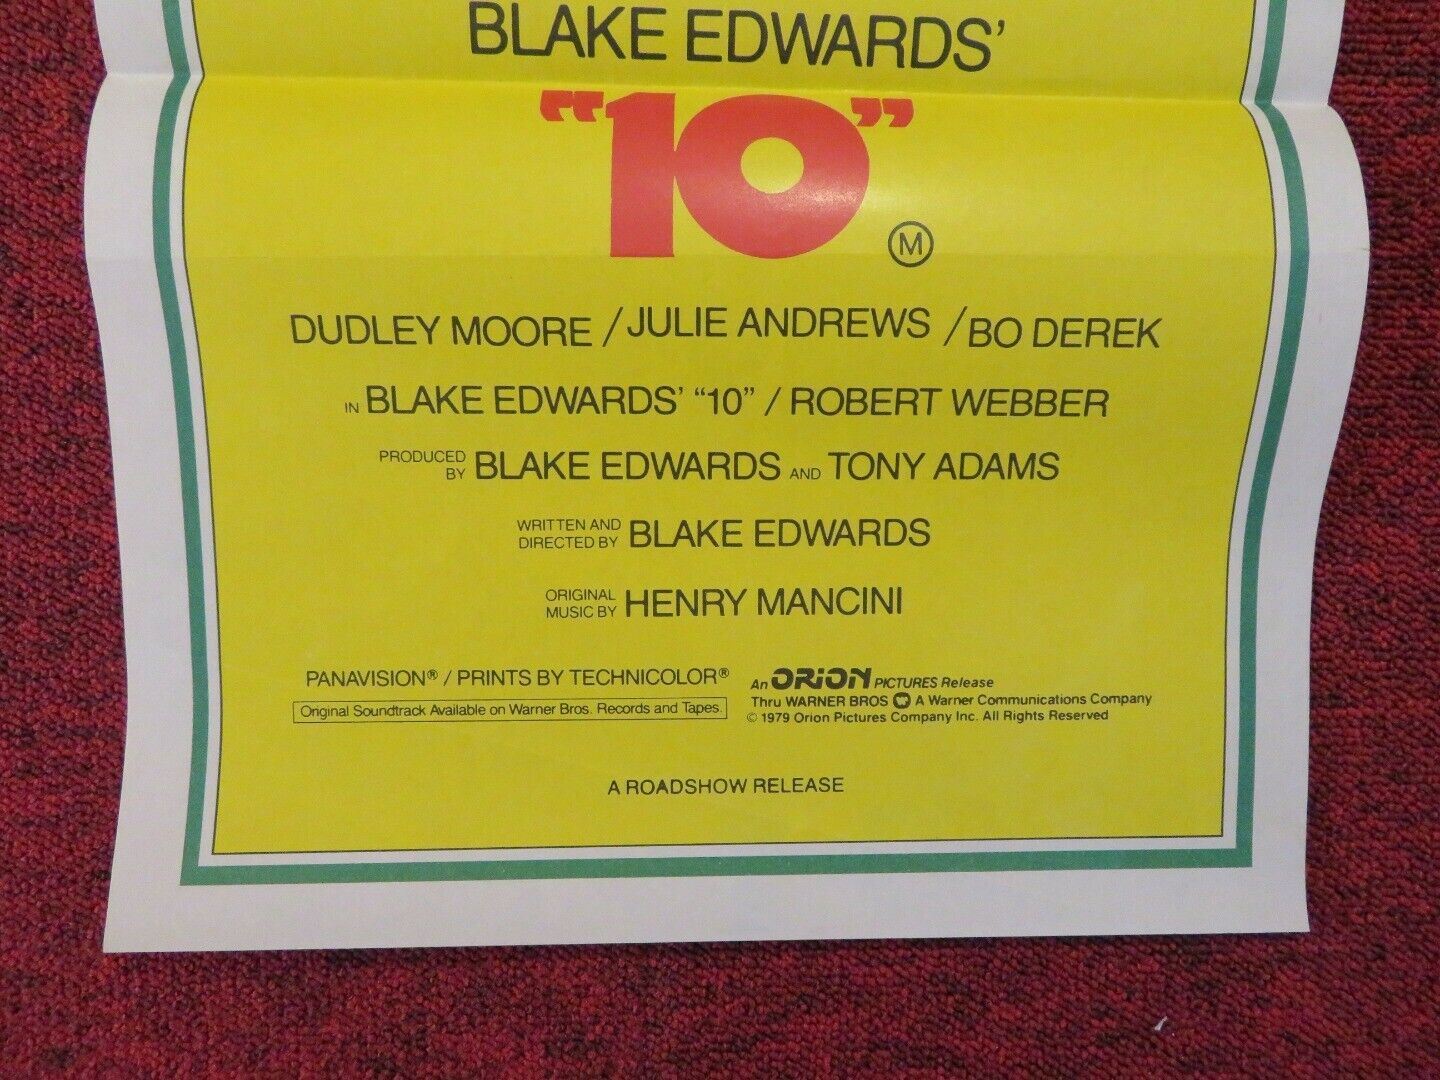 BLAKE EDWARDS'
"10"
M
DUDLEY MOORE / JULIE ANDREWS / BO DEREK
IN BLAKE EDWARDS' "10" / ROBERT WEBBER
PRODUCED BY BLAKE EDWARDS AND TONY ADAMS
WRITTEN AND DIRECTED BY BLAKE EDWARDS
ORIGINAL MUSIC BY HENRY MANCINI
PANAVISION® / PRINTS BY TECHNICOLOR®
Original Soundtrack Available on Warner Bros. Records and Tapes.
An ORION PICTURES Release
Thru WARNER BROS A Warner Communications Company
© 1979 Orion Pictures Company Inc. All Rights Reserved
A ROADSHOW RELEASE